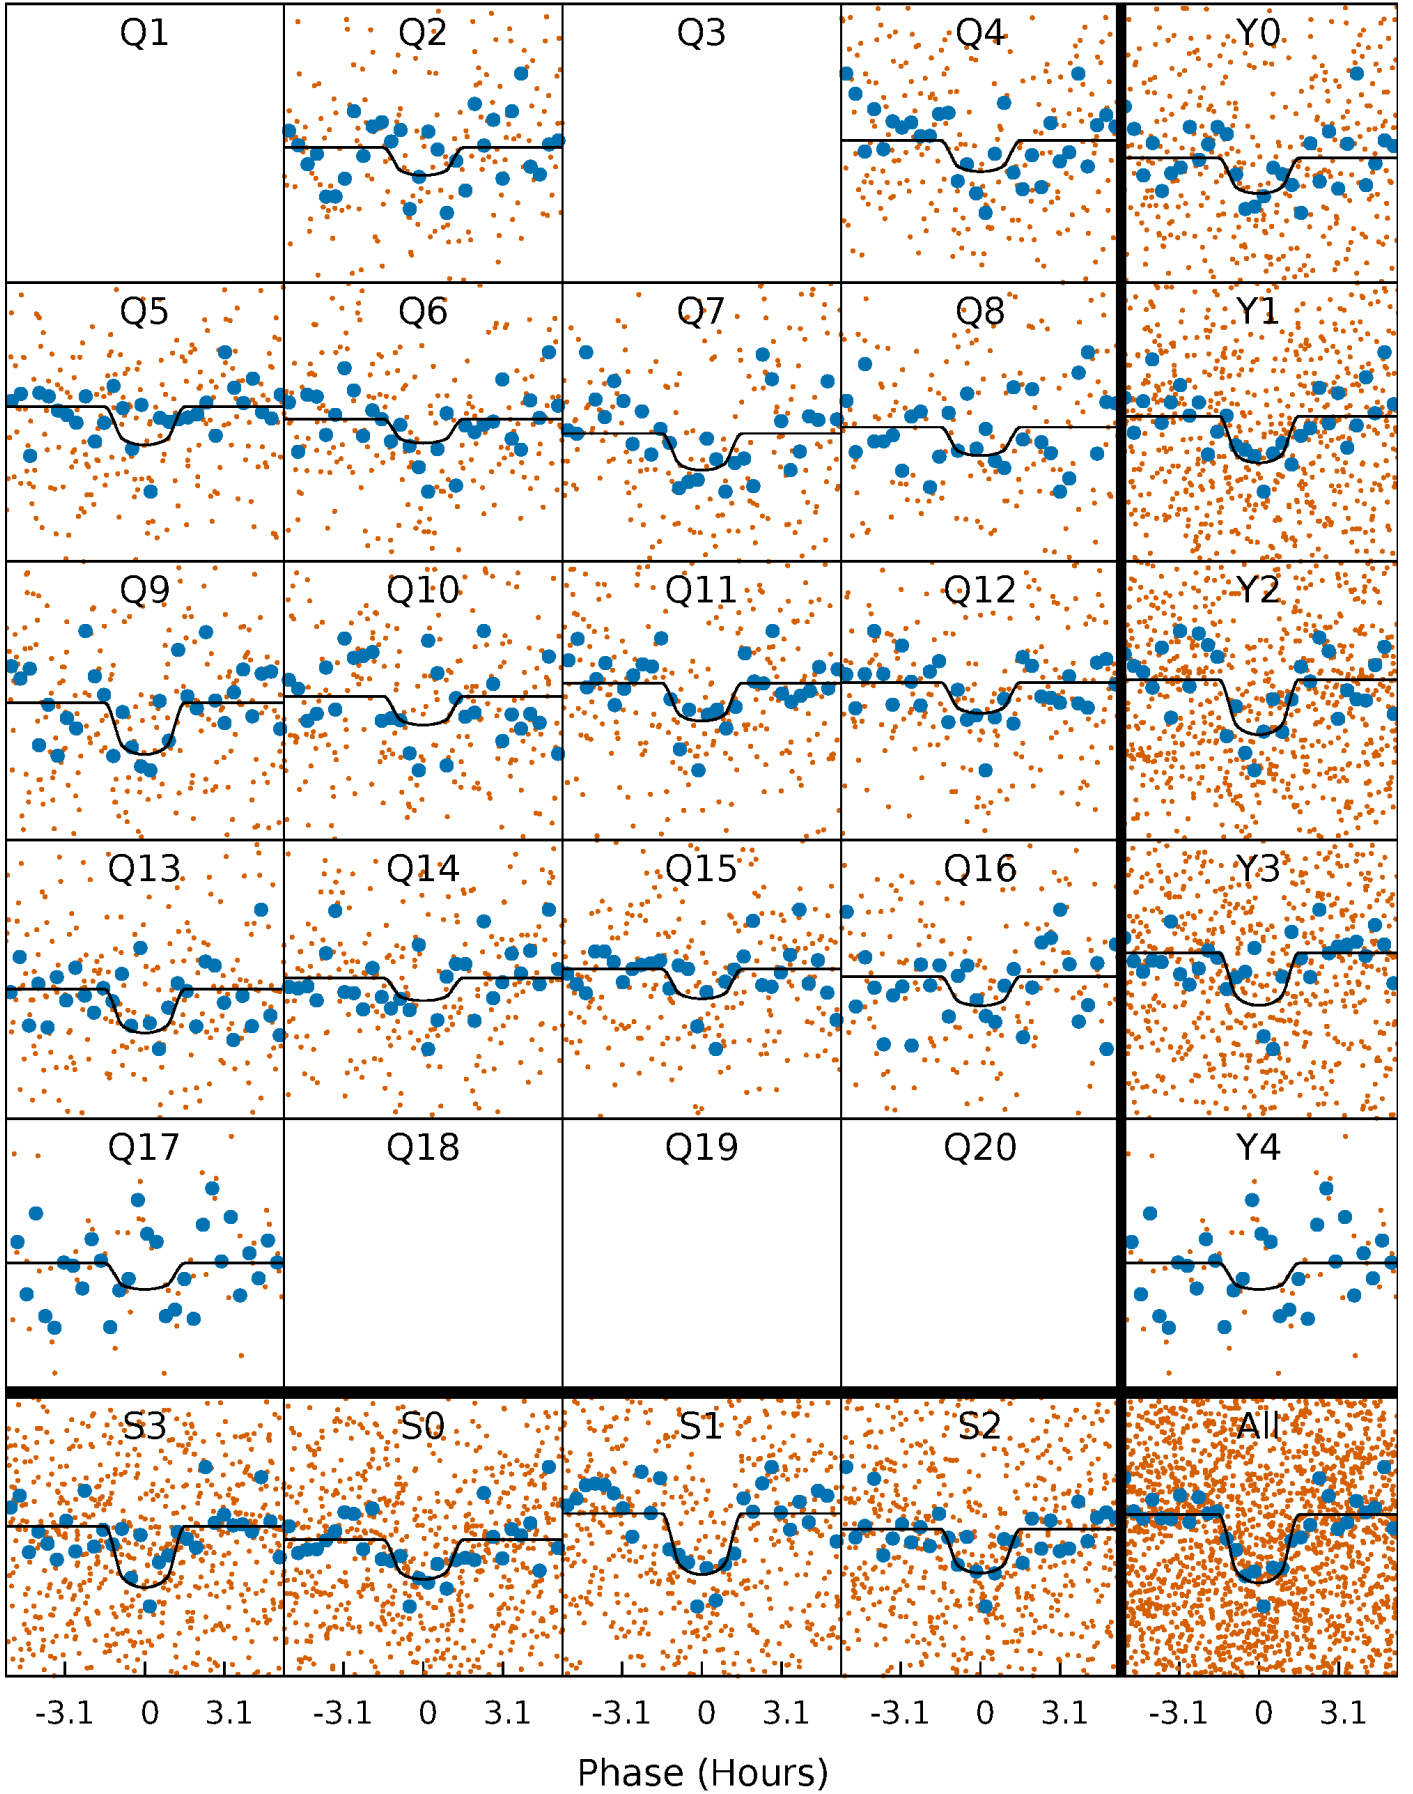 Q1 Q2 Q3 Q4 Y0
Q5 Q6 Q7 Q8 Y1
Q9 Q10 Q11 Q12 Y2
Q13 Q14 Q15 Q16 Y3
Q17 Q18 Q19 Q20 Y4
S3 S0 S1 S2 All
-3.1 0 3.1 -3.1 0 3.1 -3.1 0 3.1 -3.1 0 3.1 -3.1 0 3.1
Phase (Hours)